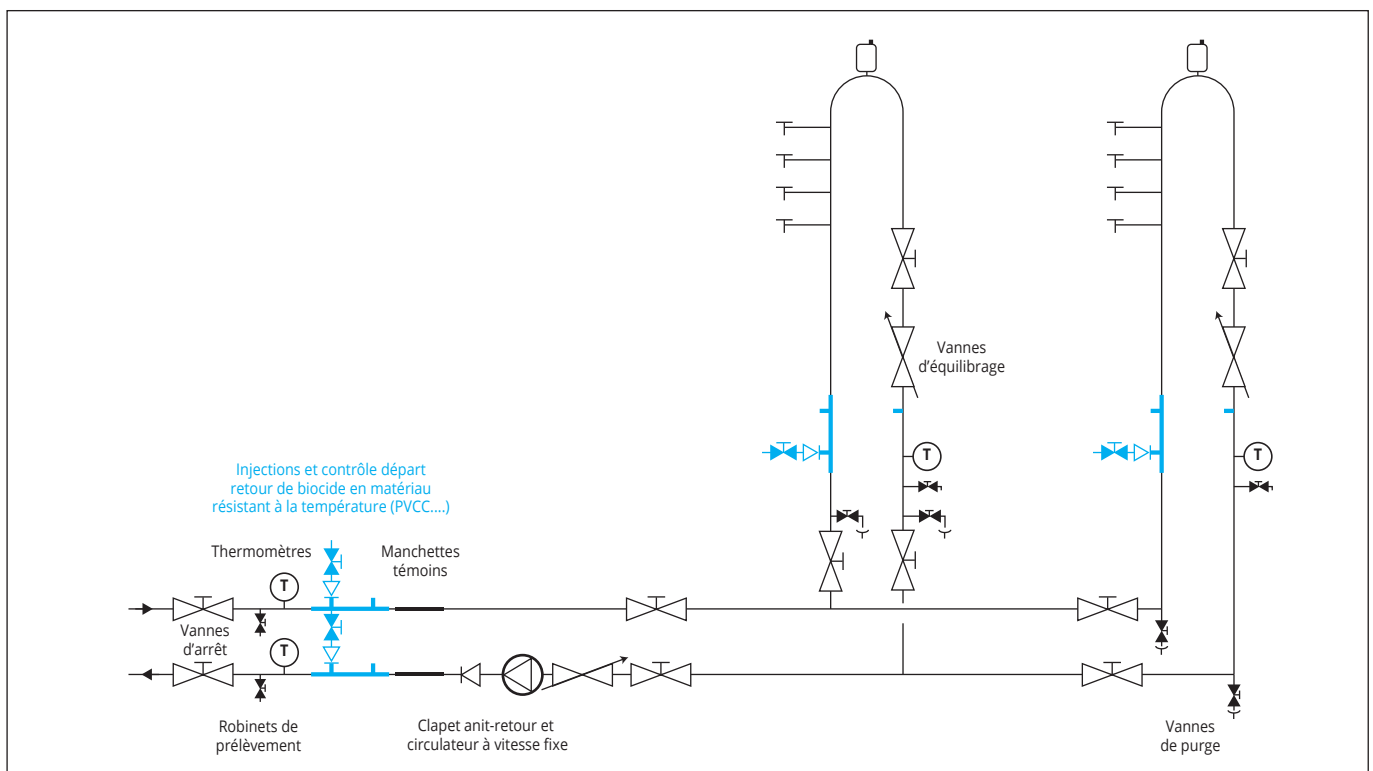 Vannes
d'équilibrage
T
T
Injections et contrôle départ
retour de biocide en matériau
résistant à la température (PVCC....)
Thermomètres
Manchettes
témoins
T
Vannes
d'arrêt
T
Robinets de
prélèvement
Clapet anit-retour et
circulateur à vitesse fixe
Vannes
de purge